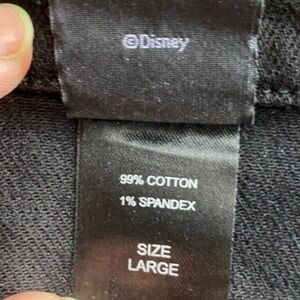 ©Disney
99% COTTON
1% SPANDEX
SIZE
LARGE